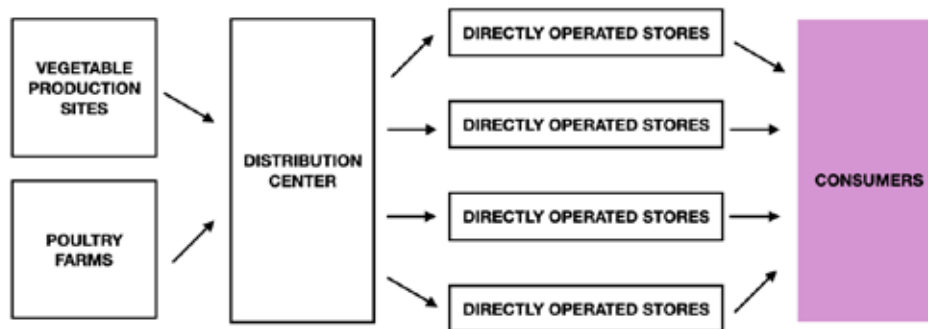 VEGETABLE
PRODUCTION
SITES
POULTRY
FARMS
DISTRIBUTION
CENTER
DIRECTLY OPERATED STORES
DIRECTLY OPERATED STORES
DIRECTLY OPERATED STORES
DIRECTLY OPERATED STORES
CONSUMERS